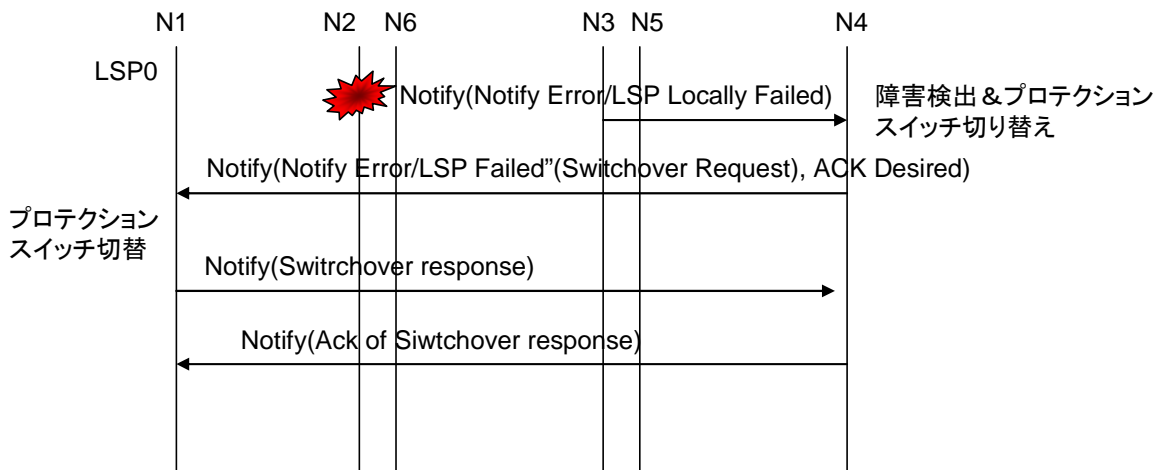 N1 N2 N6 N3 N5 N4
LSP0
Notify(Notify Error/LSP Locally Failed)
障害検出＆プロテクション
スイッチ切り替え
Notify(Notify Error/LSP Failed”(Switchover Request), ACK Desired)
プロテクション
スイッチ切替
Notify(Switrchover response)
Notify(Ack of Siwtchover response)